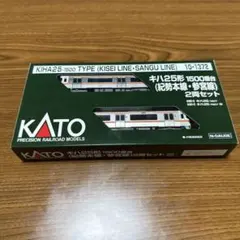 KIHA25 1500 TYPE (KISEI LINE・SANGU LINE) 10-1372
キハ25形 1500番台
(紀勢本線・参宮線)
2両セット
KATO
PRECISION RAILROAD MODELS